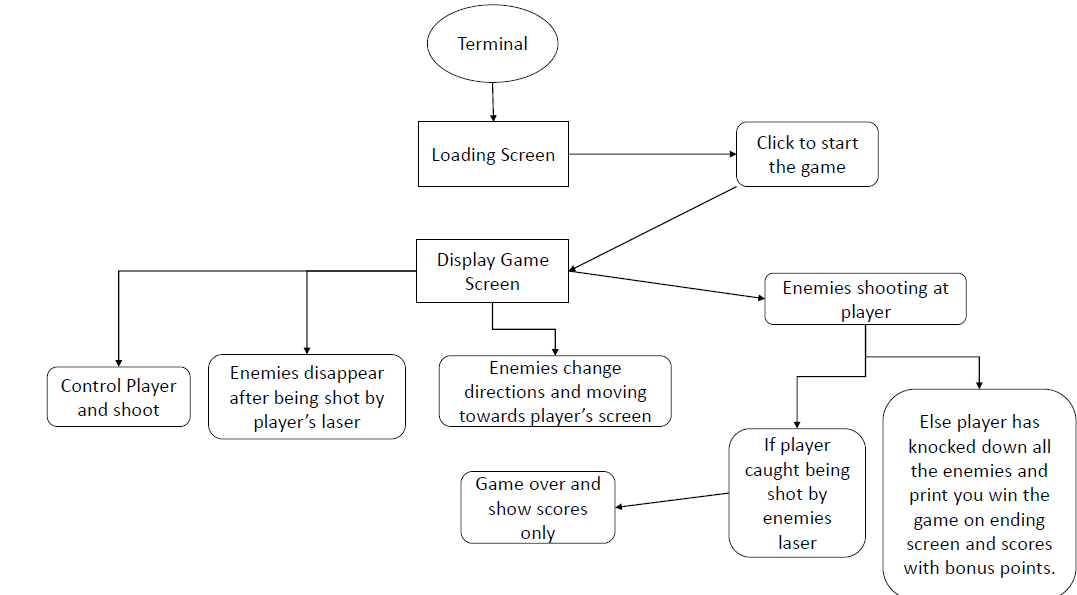 Terminal
Loading Screen
Click to start
the game
Display Game
Screen
Enemies shooting at
player
Control Player
and shoot
Enemies disappear
after being shot by
player's laser
Enemies change
directions and moving
towards player's screen
If player
caught being
shot by
enemies
laser
Else player has
knocked down all
the enemies and
print you win the
game on ending
screen and scores
with bonus points.
Game over and
show scores
only